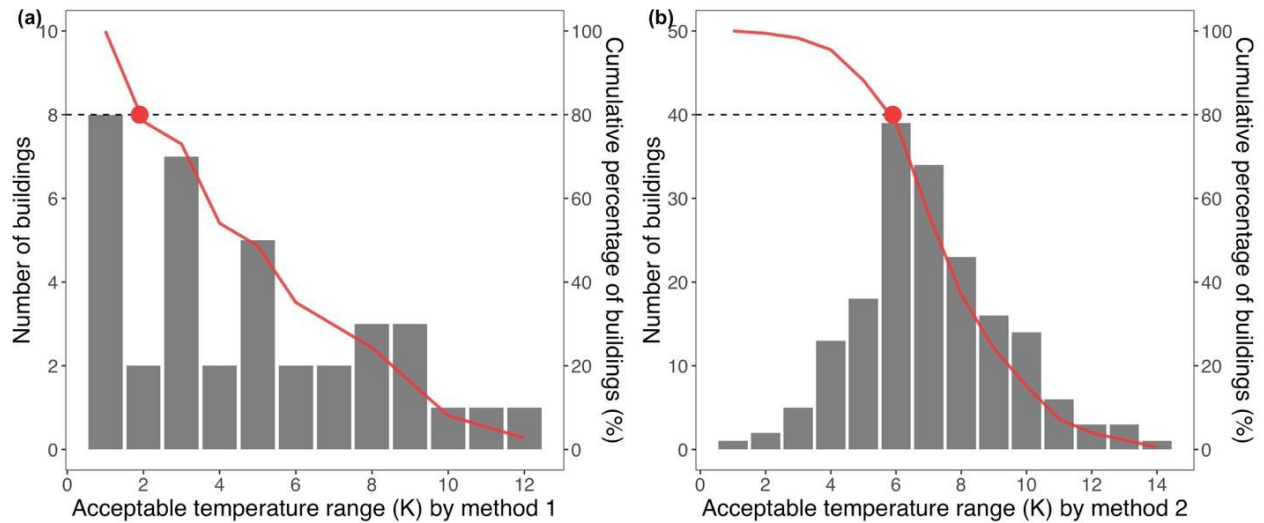 (a)
10
8
6
4
2
0
Number of buildings
100
80
60
40
20
0
Cumulative percentage of buildings (%)
0 2 4 6 8 10 12
Acceptable temperature range (K) by method 1
(b)
50
40
30
20
10
0
Number of buildings
100
80
60
40
20
0
Cumulative percentage of buildings (%)
0 2 4 6 8 10 12 14
Acceptable temperature range (K) by method 2